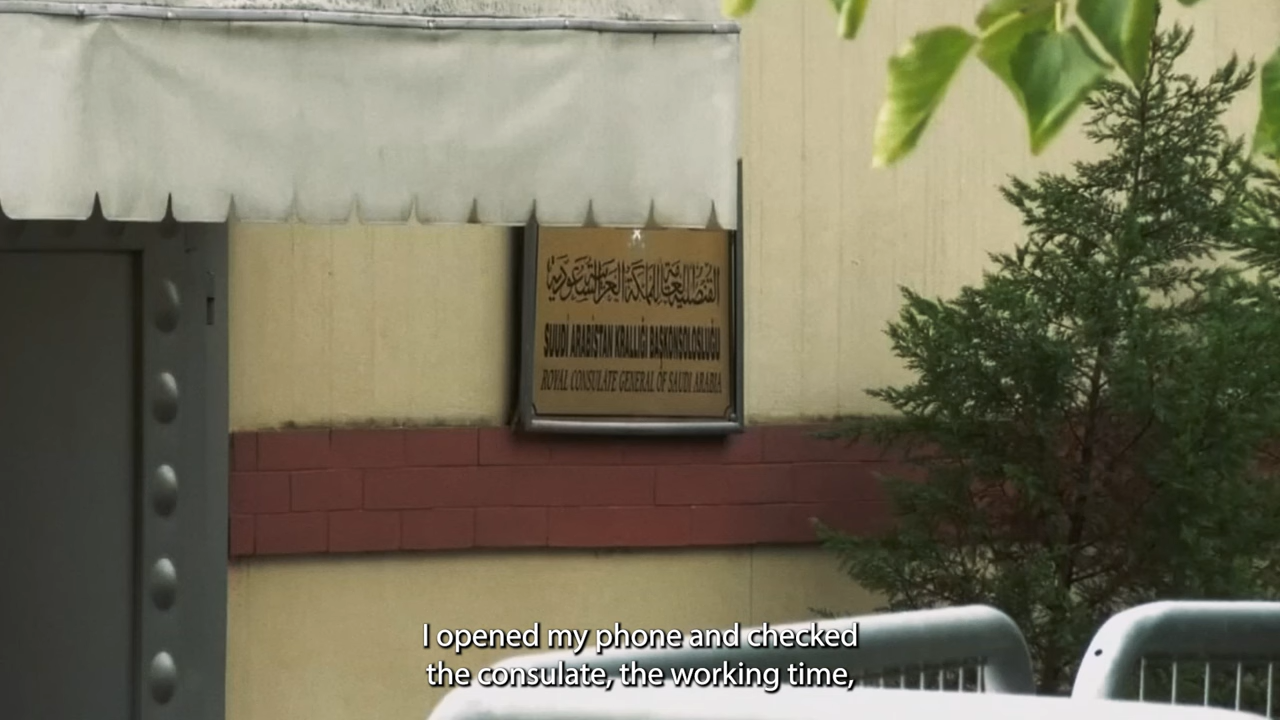 القنصلية العامة للمملكة العربية السعودية
SUUDİ ARABİSTAN KRALLIĞI BAŞKONSOLOSLUĞU
ROYAL CONSULATE GENERAL OF SAUDI ARABIA
I opened my phone and checked
the consulate, the working time,